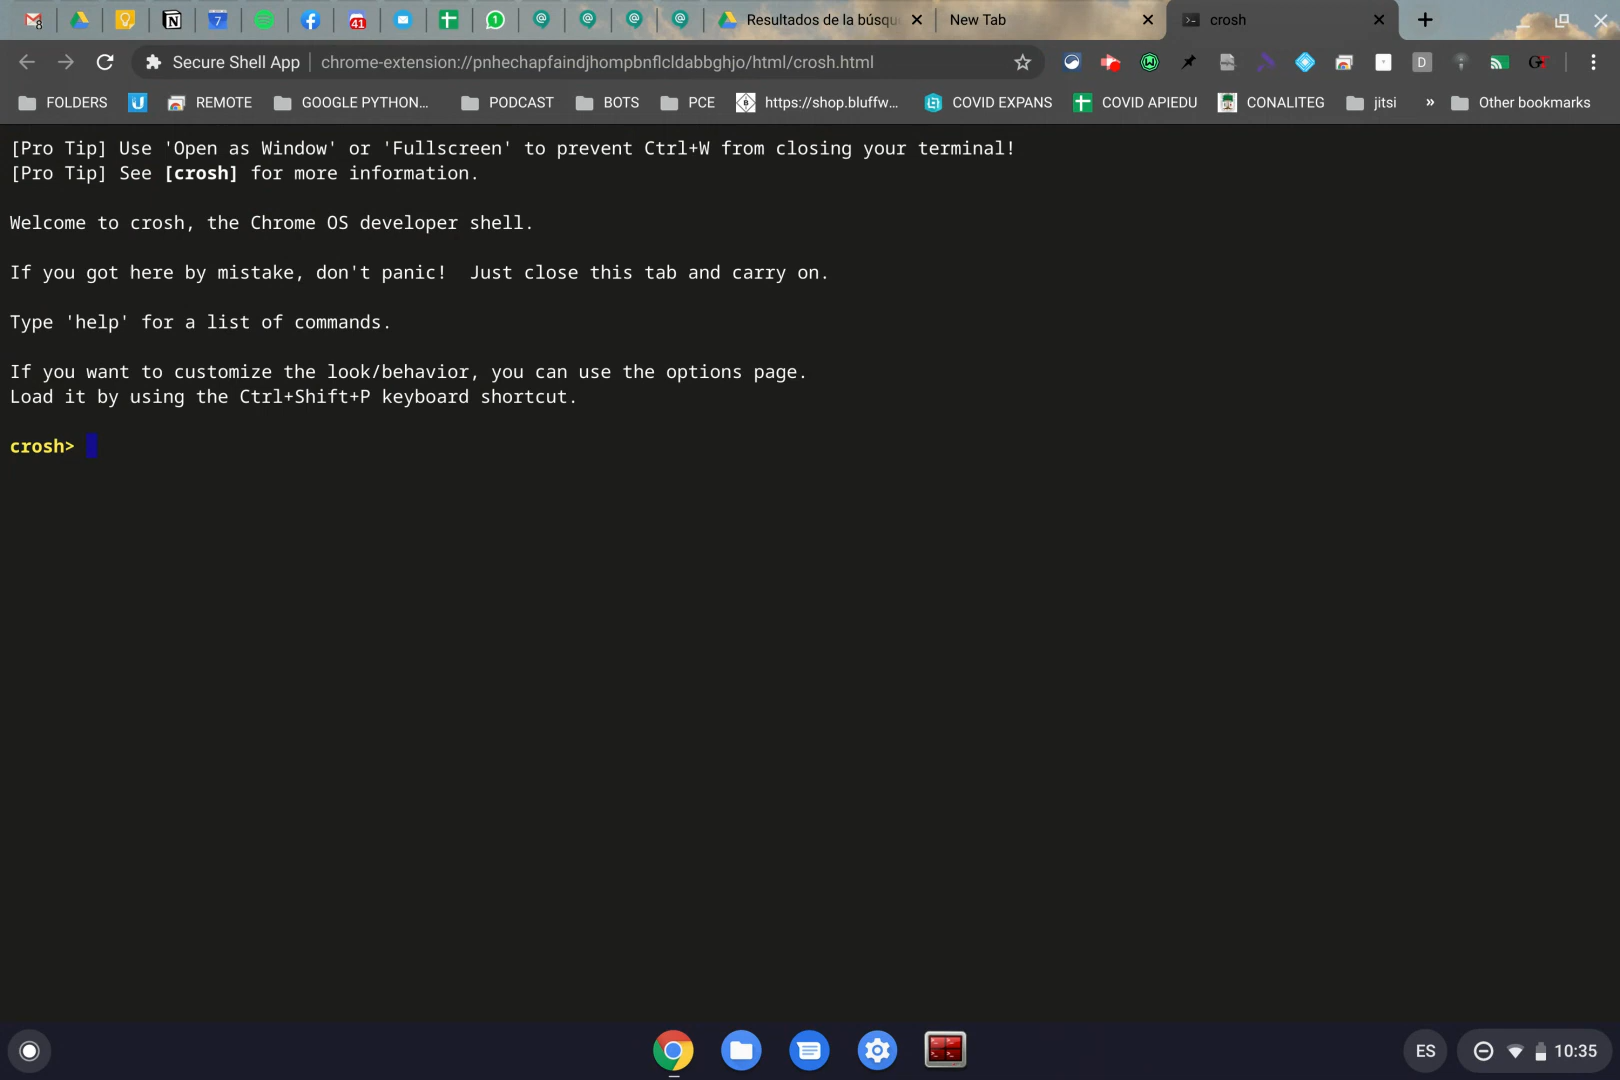 Resultados de la búsqu
New Tab
crosh
Secure Shell App
chrome-extension://pnhechapfaindjhompbnflcldabbghjo/html/crosh.html
FOLDERS
REMOTE
GOOGLE PYTHON...
PODCAST
BOTS
PCE
https://shop.bluffw...
COVID EXPANS
COVID APIEDU
CONALITEG
jitsi
»
Other bookmarks
[Pro Tip] Use 'Open as Window' or 'Fullscreen' to prevent Ctrl+W from closing your terminal!
[Pro Tip] See [crosh] for more information.
Welcome to crosh, the Chrome OS developer shell.
If you got here by mistake, don't panic!  Just close this tab and carry on.
Type 'help' for a list of commands.
If you want to customize the look/behavior, you can use the options page.
Load it by using the Ctrl+Shift+P keyboard shortcut.
crosh>
ES
10:35